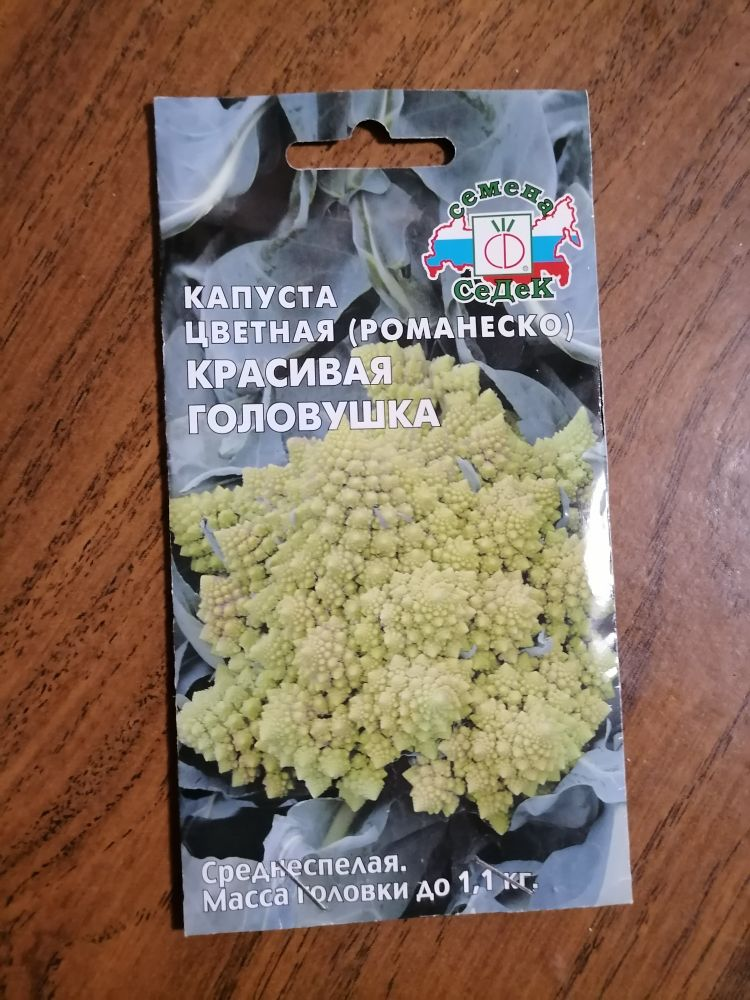 семена
СеДеК
КАПУСТА
ЦВЕТНАЯ (РОМАНЕСКО)
КРАСИВАЯ
ГОЛОВУШКА
Среднеспелая.
Масса головки до 1,1 кг.